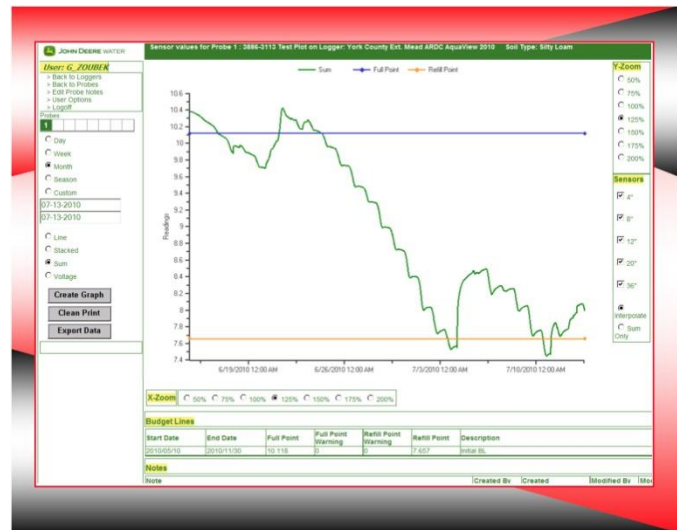 JOHN DEERE WATER
Sensor values for Probe 1 : 3886-3113 Test Plot on Logger: York County Ext. Mead ARDC AquaView 2010 Soil Type: Silty Loam
User: G_ZOUBEK
> Back to Loggers
> Back to Probes
> Edit Probe Notes
> User Options
> Logoff
Probes
1
Day
Week
Month
Season
Custom
07-13-2010
07-13-2010
Line
Stacked
Sum
Voltage
Create Graph
Clean Print
Export Data
Sum Full Point Refill Point
Readings
10.6
10.4
10.2
10
9.8
9.6
9.4
9.2
9
8.8
8.6
8.4
8.2
8
7.8
7.6
7.4
6/19/2010 12:00 AM 6/26/2010 12:00 AM 7/3/2010 12:00 AM 7/10/2010 12:00 AM
Y-Zoom
50%
75%
100%
125%
150%
175%
200%
Sensors
4"
8"
12"
20"
36"
Interpolate
Sum
Only
X-Zoom 50% 75% 100% 125% 150% 175% 200%
Budget Lines
Start Date End Date Full Point Full Point Warning Refill Point Warning Refill Point Description
2010/05/10 2010/11/30 10.118 0 0 7.657 Initial BL
Notes
Note Created By Created Modified By